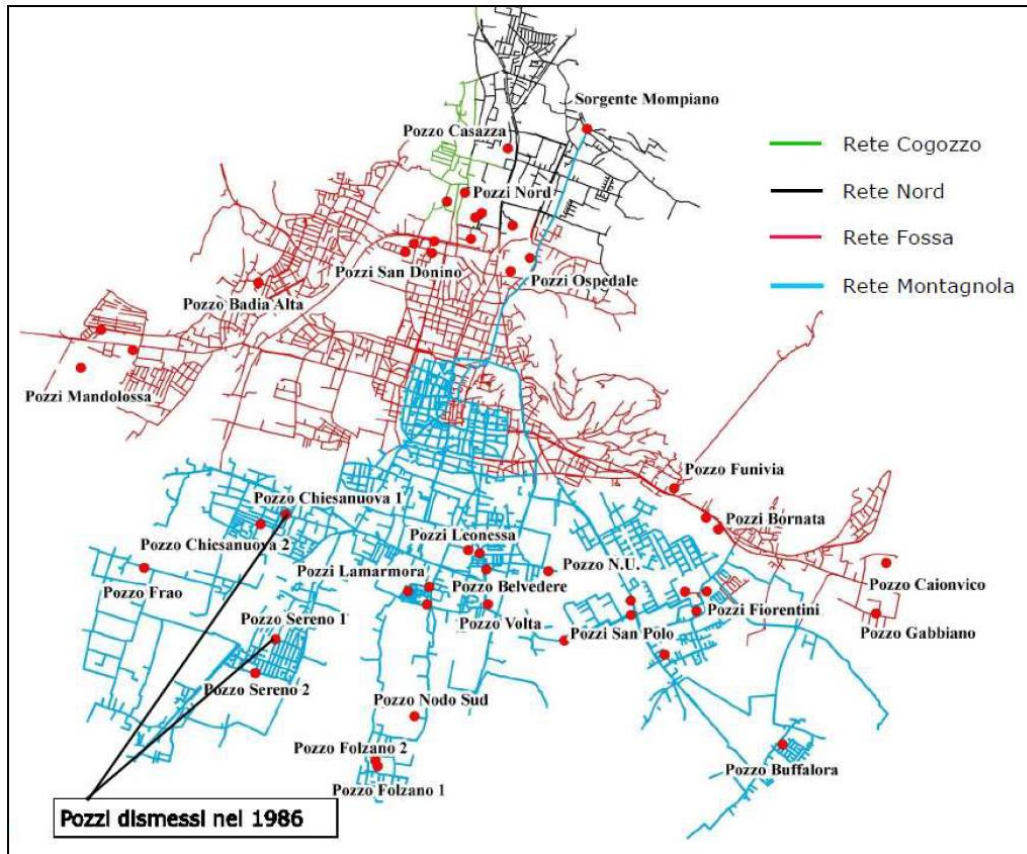 Sorgente Mompiano
Pozzo Casazza
Rete Cogozzo
Rete Nord
Rete Fossa
Rete Montagnola
Pozzi Nord
Pozzi San Donino
Pozzi Ospedale
Pozzo Badia Alta
Pozzi Mandolossa
Pozzo Funivia
Pozzo Chiesanuova 1
Pozzi Bornata
Pozzo Chiesanuova 2
Pozzi Leonessa
Pozzo N.U.
Pozzi Lamarmora
Pozzo Frao
Pozzo Belvedere
Pozzo Caionvico
Pozzo Sereno 1
Pozzo Volta
Pozzi Fiorentini
Pozzi San Polo
Pozzo Gabbiano
Pozzo Sereno 2
Pozzo Nodo Sud
Pozzo Folzano 2
Pozzo Buffalora
Pozzo Folzano 1
Pozzi dismessi nel 1986